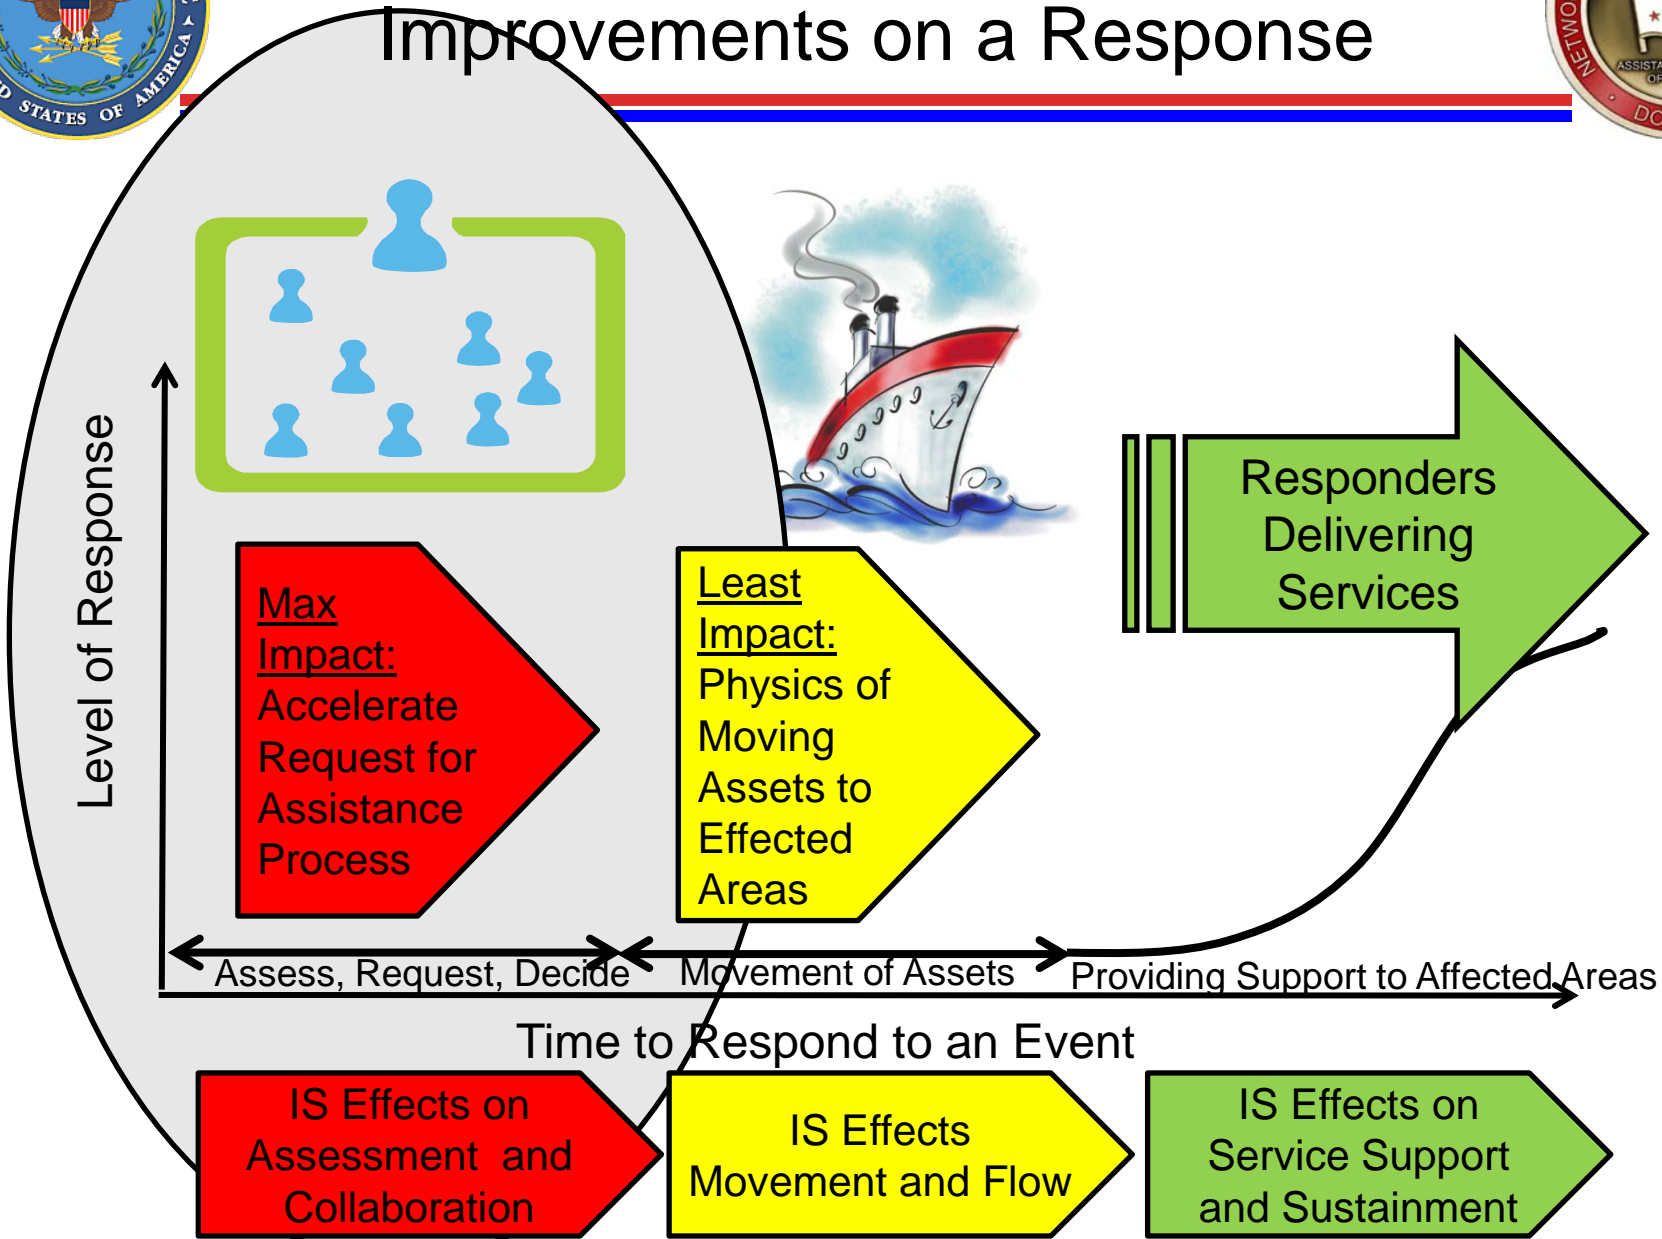 Improvements on a Response
STATES OF AMERICA
Level of Response
Max
Impact:
Accelerate
Request for
Assistance
Process
Least
Impact:
Physics of
Moving
Assets to
Effected
Areas
Responders
Delivering
Services
Assess, Request, Decide
Movement of Assets
Providing Support to Affected Areas
Time to Respond to an Event
IS Effects on
Assessment and
Collaboration
IS Effects
Movement and Flow
IS Effects on
Service Support
and Sustainment